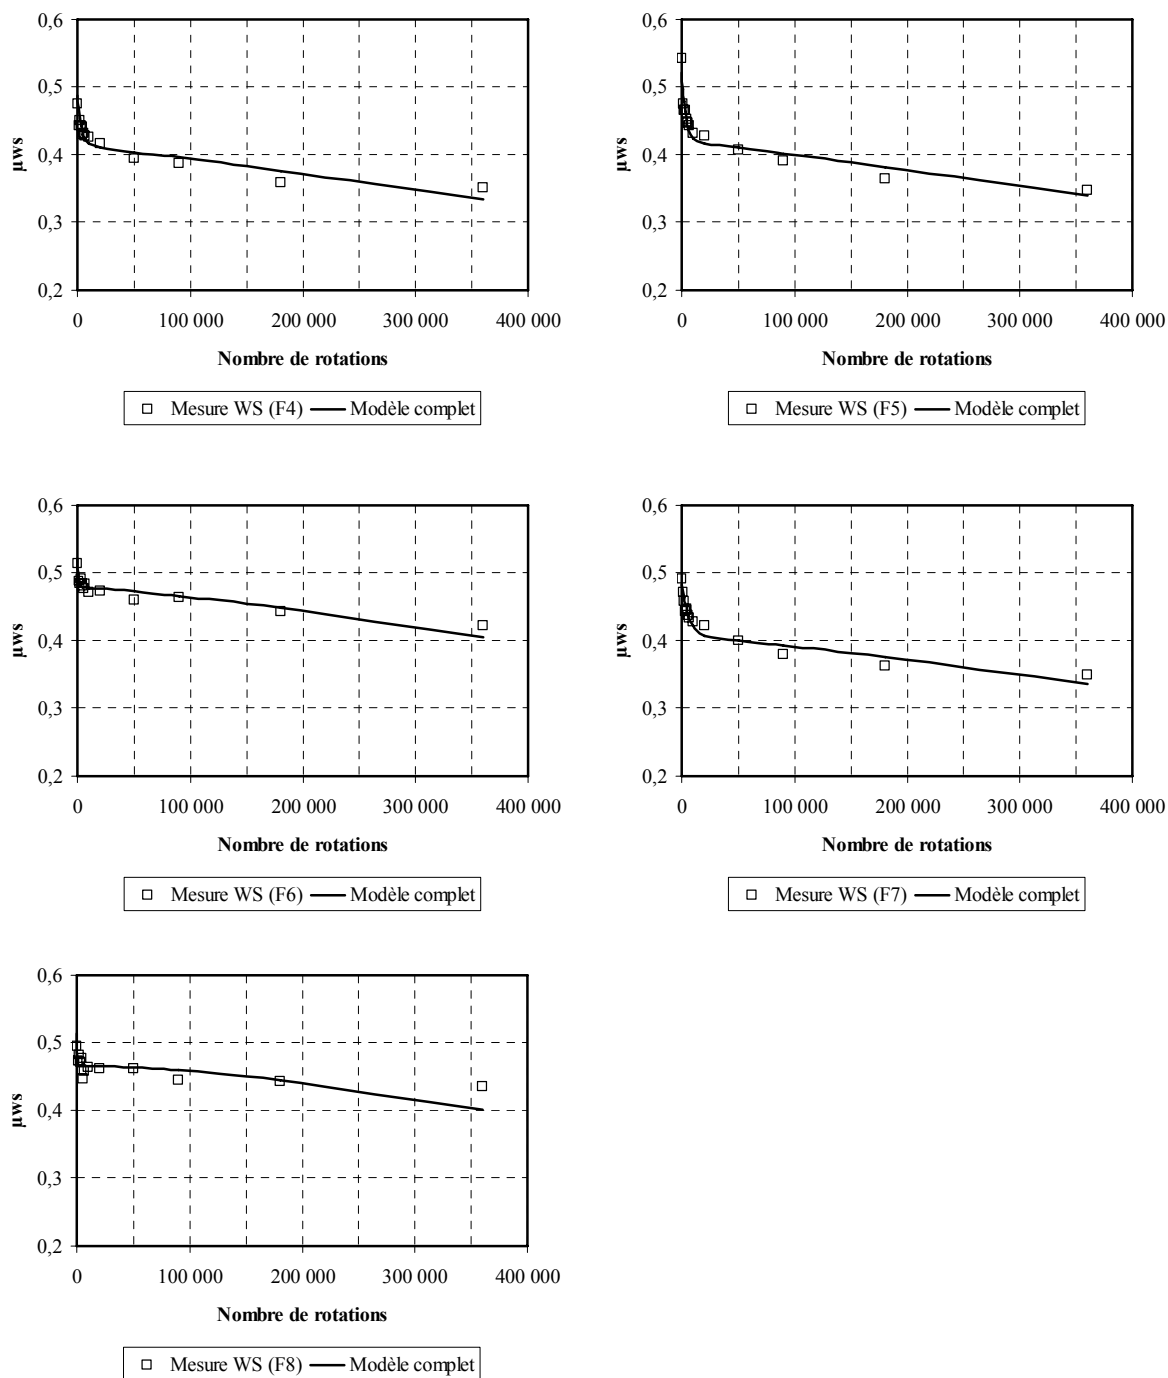 0,6
0,5
0,4
0,3
0,2
µws
0 100 000 200 000 300 000 400 000
Nombre de rotations
Mesure WS (F4) Modèle complet
0,6
0,5
0,4
0,3
0,2
µws
0 100 000 200 000 300 000 400 000
Nombre de rotations
Mesure WS (F5) Modèle complet
0,6
0,5
0,4
0,3
0,2
µws
0 100 000 200 000 300 000 400 000
Nombre de rotations
Mesure WS (F6) Modèle complet
0,6
0,5
0,4
0,3
0,2
µws
0 100 000 200 000 300 000 400 000
Nombre de rotations
Mesure WS (F7) Modèle complet
0,6
0,5
0,4
0,3
0,2
µws
0 100 000 200 000 300 000 400 000
Nombre de rotations
Mesure WS (F8) Modèle complet